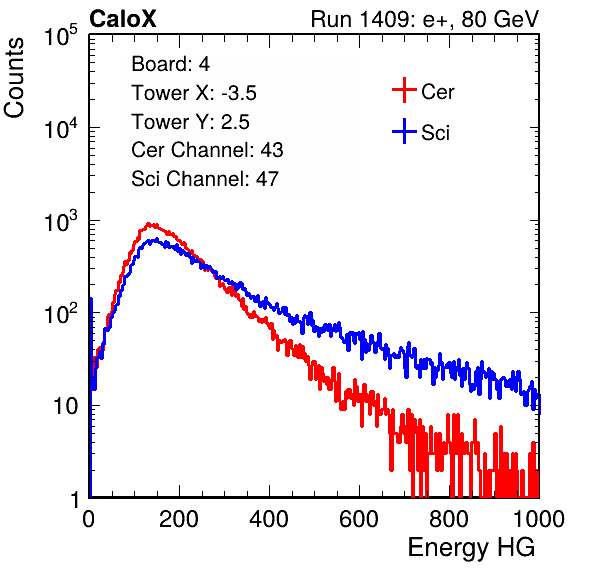 CaloX Run 1409: e+, 80 GeV
Counts
Board: 4
Tower X: -3.5
Tower Y: 2.5
Cer Channel: 43
Sci Channel: 47
Cer
Sci
10^5
10^4
10^3
10^2
10
1
0 200 400 600 800 1000
Energy HG